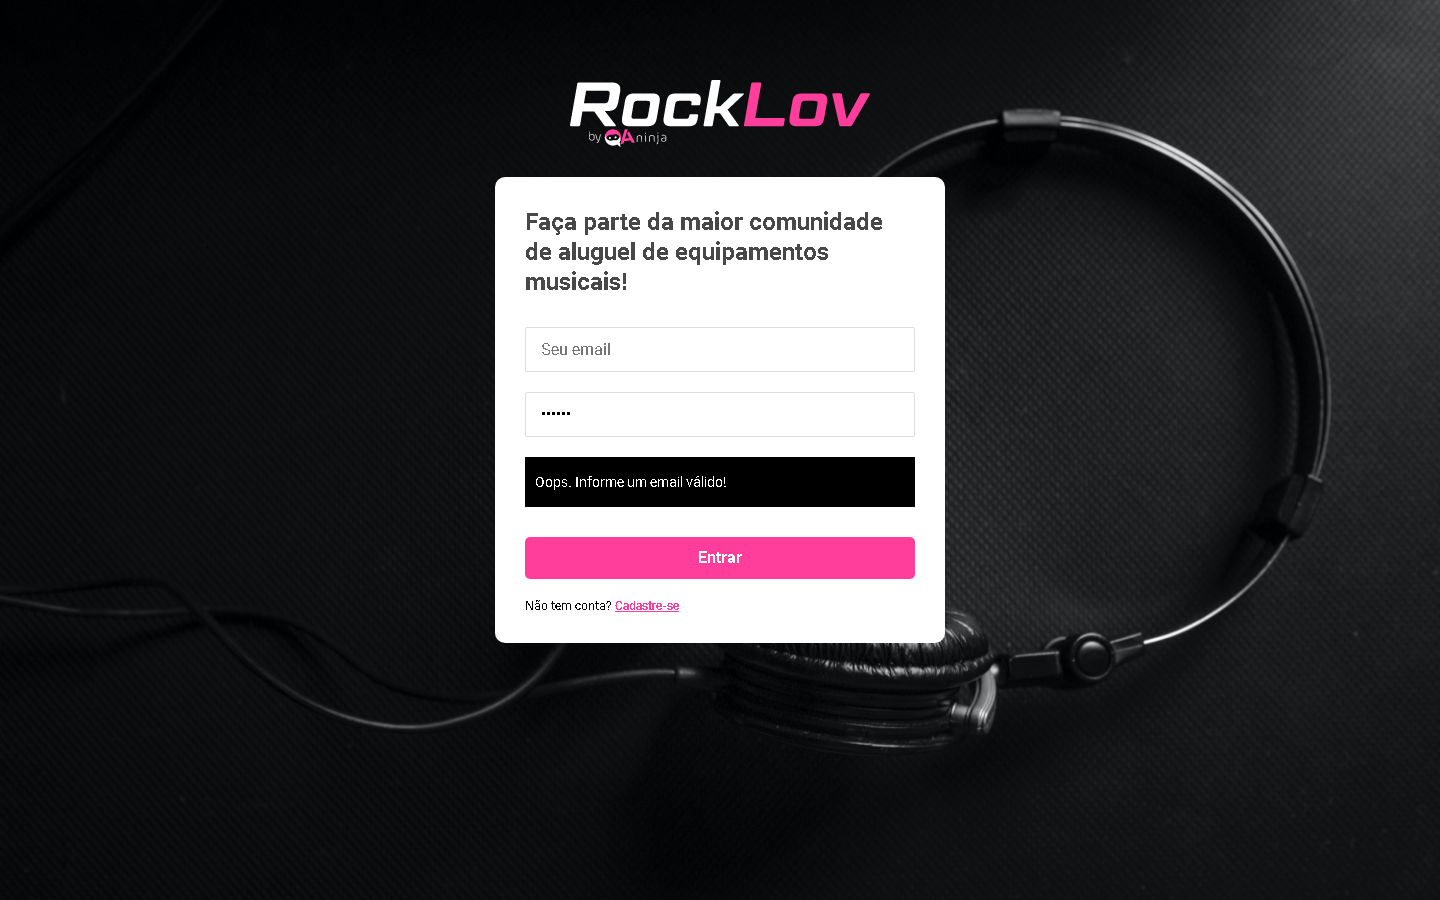 RockLov
by QAninja
Faça parte da maior comunidade
de aluguel de equipamentos
musicais!
Seu email
••••••
Oops. Informe um email válido!
Entrar
Não tem conta? Cadastre-se